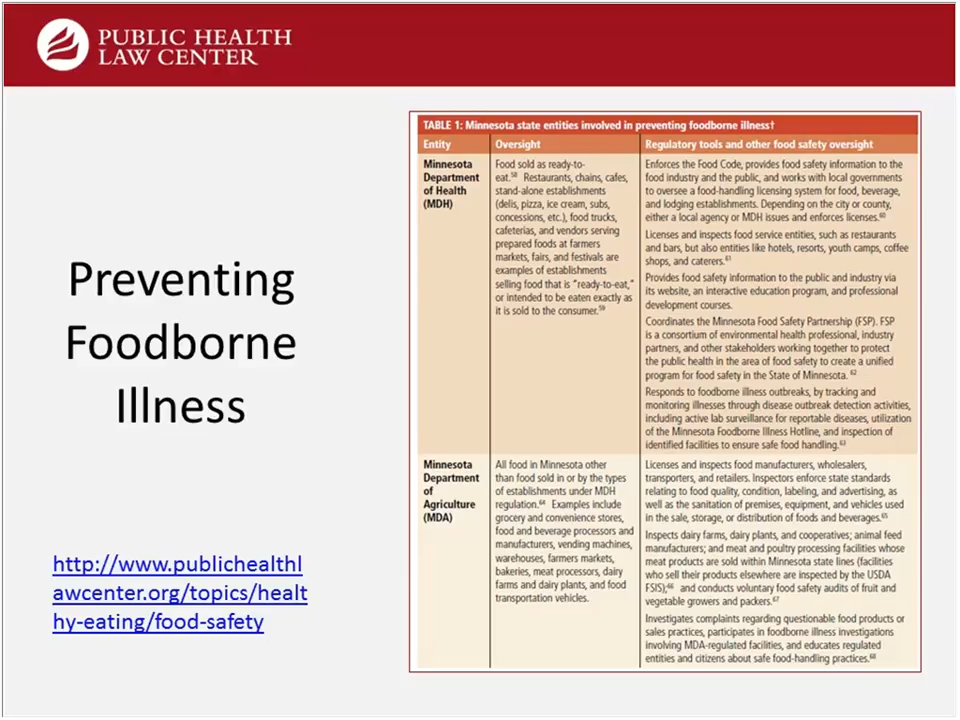 PUBLIC HEALTH
LAW CENTER
Preventing
Foodborne
Illness
http://www.publichealthl
awcenter.org/topics/healt
hy-eating/food-safety
TABLE 1: Minnesota state entities involved in preventing foodborne illness†
Entity
Oversight
Regulatory tools and other food safety oversight
Minnesota
Department
of Health
(MDH)
Food sold as ready-to-
eat.58 Restaurants, chains, cafes,
stand-alone establishments
(delis, pizza, ice cream, subs,
concessions, etc.), food trucks,
cafeterias, and vendors serving
prepared foods at farmers
markets, fairs, and festivals are
examples of establishments
selling food that is “ready-to-eat,”
or intended to be eaten exactly as
it is sold to the consumer.59
Enforces the Food Code, provides food safety information to the
food industry and the public, and works with local governments
to oversee a food-handling licensing system for food, beverage,
and lodging establishments. Depending on the city or county,
either a local agency or MDH issues and enforces licenses.60
Licenses and inspects food service entities, such as restaurants
and bars, but also entities like hotels, resorts, youth camps, coffee
shops, and caterers.61
Provides food safety information to the public and industry via
its website, an interactive education program, and professional
development courses.
Coordinates the Minnesota Food Safety Partnership (FSP). FSP
is a consortium of environmental health professional, industry
partners, and other stakeholders working together to protect
the public health in the area of food safety to create a unified
program for food safety in the State of Minnesota. 62
Responds to foodborne illness outbreaks, by tracking and
monitoring illnesses through disease outbreak detection activities,
including active lab surveillance for reportable diseases, utilization
of the Minnesota Foodborne Illness Hotline, and inspection of
identified facilities to ensure safe food handling.63
Minnesota
Department
of
Agriculture
(MDA)
All food in Minnesota other
than food sold in or by the types
of establishments under MDH
regulation.64 Examples include
grocery and convenience stores,
food and beverage processors and
manufacturers, vending machines,
warehouses, farmers markets,
bakeries, meat processors, dairy
farms and dairy plants, and food
transportation vehicles.
Licenses and inspects food manufacturers, wholesalers,
transporters, and retailers. Inspectors enforce state standards
relating to food quality, condition, labeling, and advertising, as
well as the sanitation of premises, equipment, and vehicles used
in the sale, storage, or distribution of foods and beverages.65
Inspects dairy farms, dairy plants, and cooperatives; animal feed
manufacturers; and meat and poultry processing facilities whose
meat products are sold within Minnesota state lines (facilities
who sell their products elsewhere are inspected by the USDA
FSIS);66 and conducts voluntary food safety audits of fruit and
vegetable growers and packers.67
Investigates complaints regarding questionable food products or
sales practices, participates in foodborne illness investigations
involving MDA-regulated facilities, and educates regulated
entities and citizens about safe food-handling practices.68